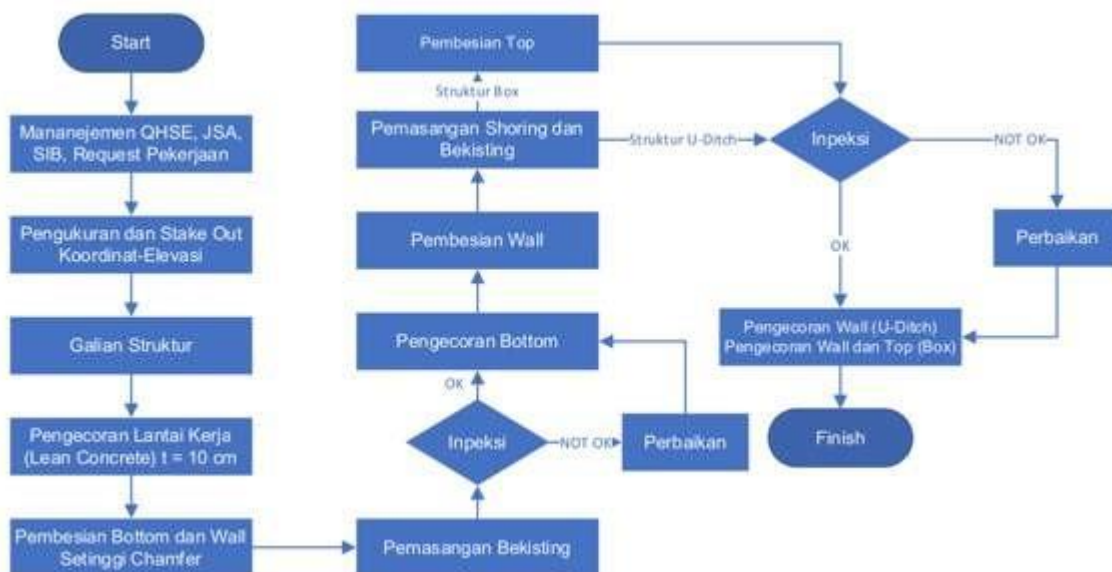 Start
Mananejemen QHSE, JSA,
SIB, Request Pekerjaan
Pengukuran dan Stake Out
Koordinat-Elevasi
Galian Struktur
Pengecoran Lantai Kerja
(Lean Concrete) t = 10 cm
Pembesian Bottom dan Wall
Setinggi Chamfer
Pemasangan Bekisting
Inpeksi
NOT OK
Perbaikan
OK
Pengecoran Bottom
Pembesian Wall
Pemasangan Shoring dan
Bekisting
Struktur Box
Pembesian Top
Struktur U-Ditch
Inpeksi
NOT OK
Perbaikan
OK
Pengecoran Wall (U-Ditch)
Pengecoran Wall dan Top (Box)
Finish